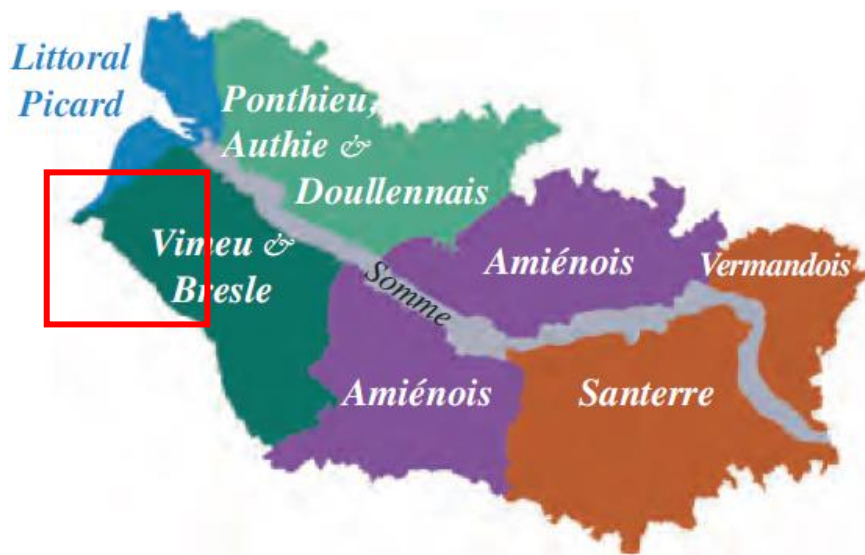 Littoral
Picard
Ponthieu,
Authie &
Doullennais
Vimeu &
Bresle
Somme
Amiénois
Vermandois
Amiénois
Santerre